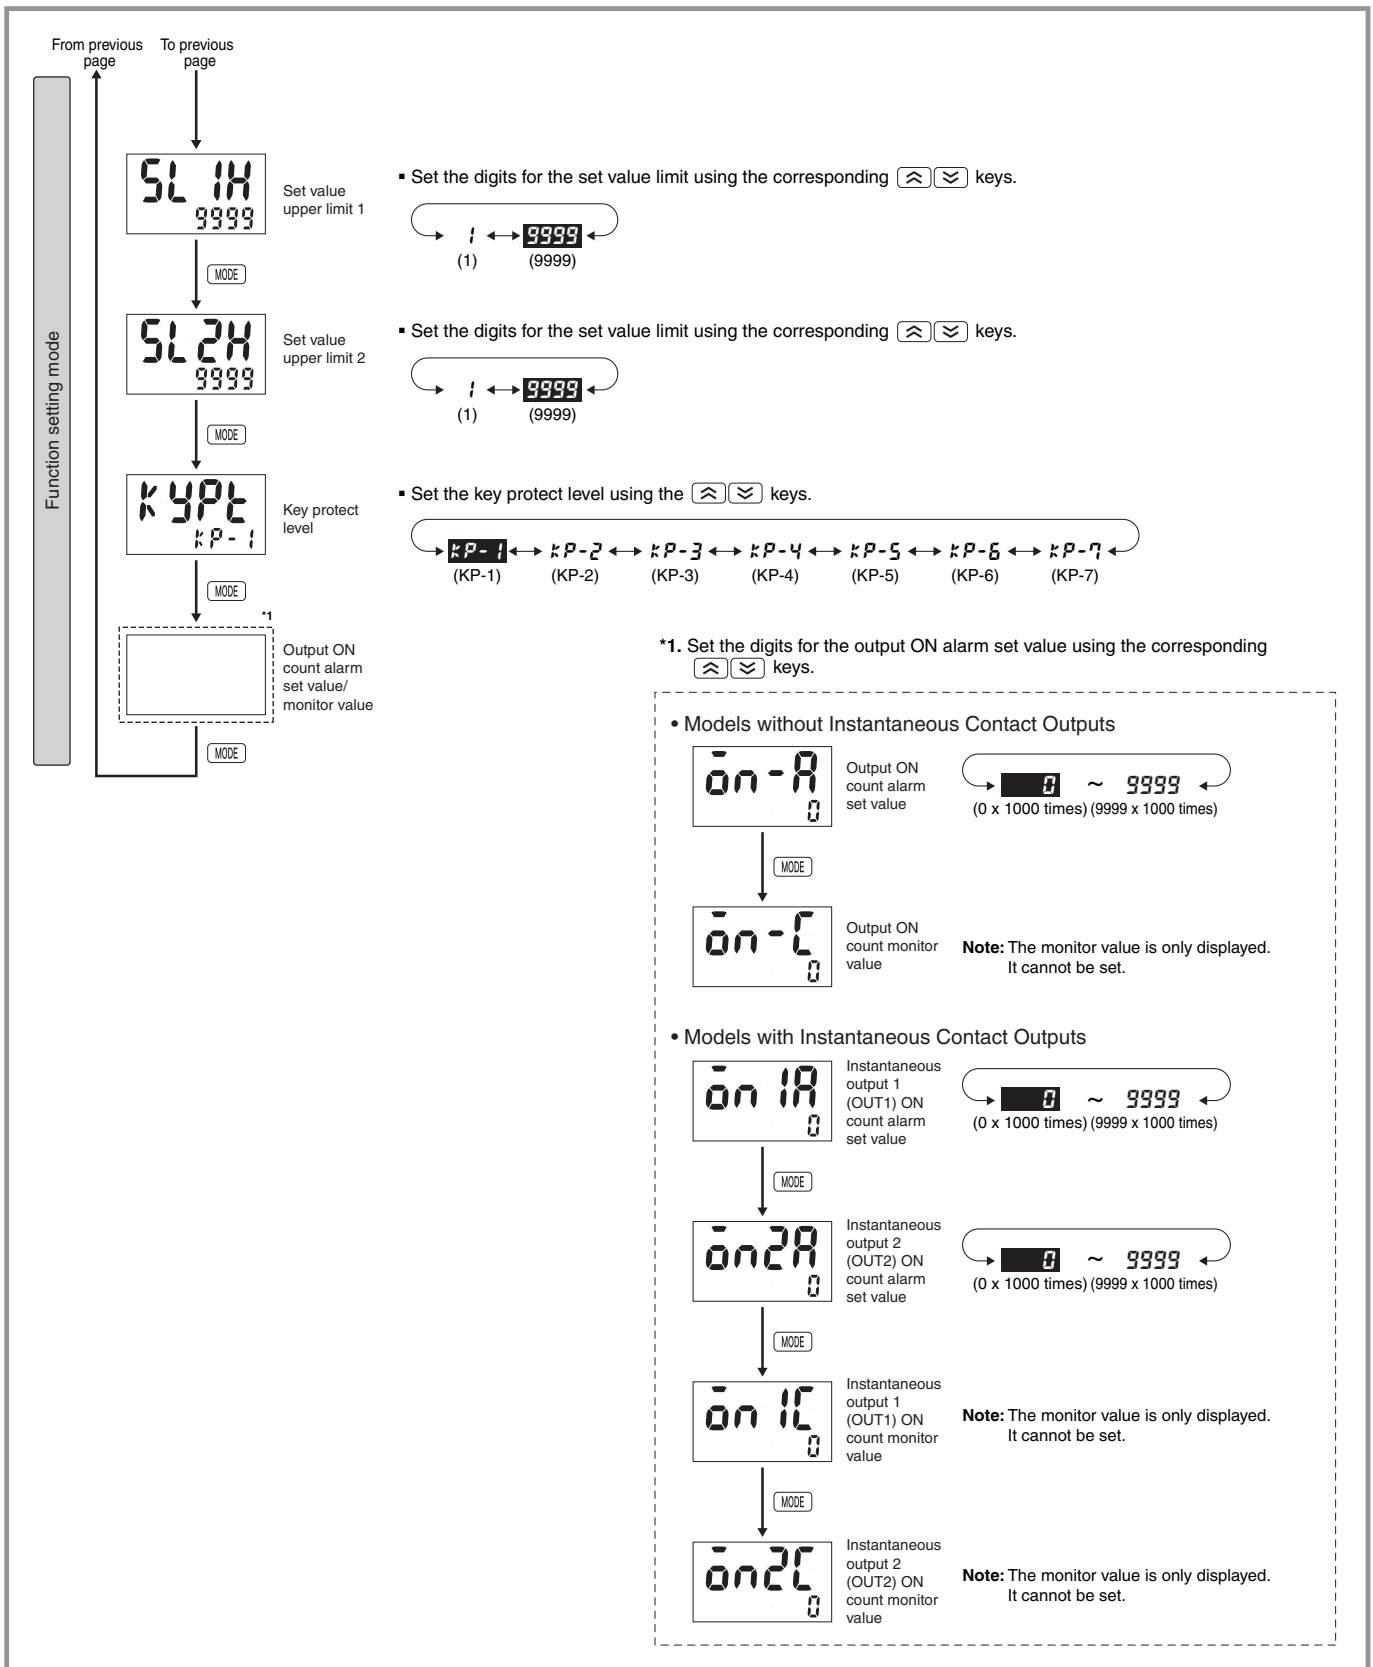 From previous page
To previous page
Function setting mode
SL1H
9999
Set value
upper limit 1
▪ Set the digits for the set value limit using the corresponding keys.
1 9999
(1) (9999)
MODE
SL2H
9999
Set value
upper limit 2
▪ Set the digits for the set value limit using the corresponding keys.
1 9999
(1) (9999)
MODE
KYPt
KP-1
Key protect
level
▪ Set the key protect level using the keys.
KP-1 KP-2 KP-3 KP-4 KP-5 KP-6 KP-7
(KP-1) (KP-2) (KP-3) (KP-4) (KP-5) (KP-6) (KP-7)
MODE
*1
Output ON
count alarm
set value/
monitor value
MODE
*1. Set the digits for the output ON alarm set value using the corresponding
keys.
• Models without Instantaneous Contact Outputs
on-A
0
Output ON
count alarm
set value
0 ~ 9999
(0 x 1000 times) (9999 x 1000 times)
MODE
on-C
0
Output ON
count monitor
value
Note: The monitor value is only displayed.
It cannot be set.
• Models with Instantaneous Contact Outputs
on1A
0
Instantaneous
output 1
(OUT1) ON
count alarm
set value
0 ~ 9999
(0 x 1000 times) (9999 x 1000 times)
MODE
on2A
0
Instantaneous
output 2
(OUT2) ON
count alarm
set value
0 ~ 9999
(0 x 1000 times) (9999 x 1000 times)
MODE
on1C
0
Instantaneous
output 1
(OUT1) ON
count monitor
value
Note: The monitor value is only displayed.
It cannot be set.
MODE
on2C
0
Instantaneous
output 2
(OUT2) ON
count monitor
value
Note: The monitor value is only displayed.
It cannot be set.